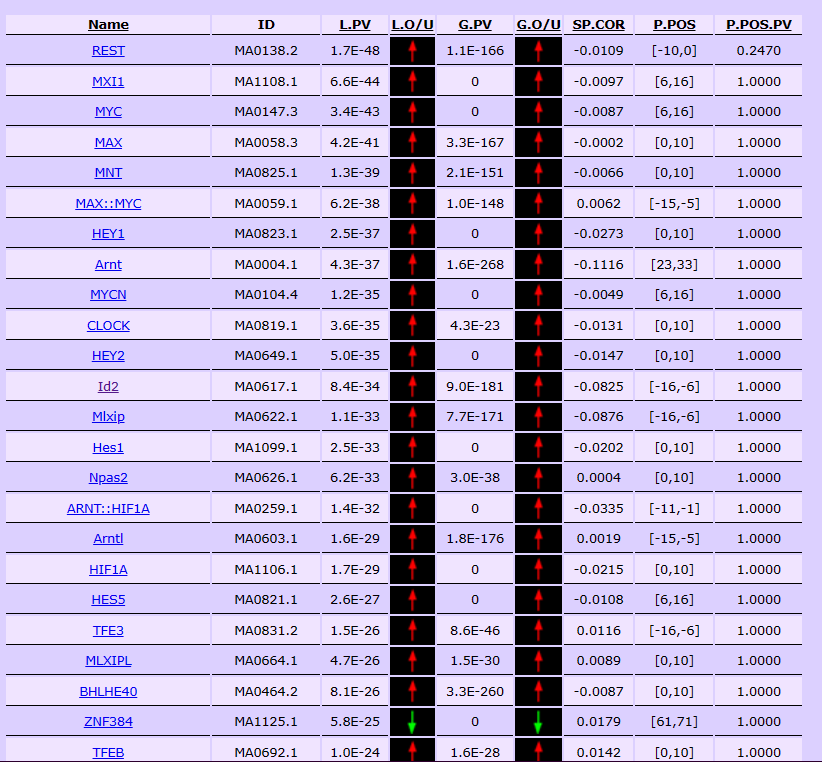 Name ID L.PV L.O/U G.PV G.O/U SP.COR P.POS P.POS.PV
REST MA0138.2 1.7E-48 1.1E-166 -0.0109 [-10,0] 0.2470
MXI1 MA1108.1 6.6E-44 0 -0.0097 [6,16] 1.0000
MYC MA0147.3 3.4E-43 0 -0.0087 [6,16] 1.0000
MAX MA0058.3 4.2E-41 3.3E-167 -0.0002 [0,10] 1.0000
MNT MA0825.1 1.3E-39 2.1E-151 -0.0066 [0,10] 1.0000
MAX::MYC MA0059.1 6.2E-38 1.0E-148 0.0062 [-15,-5] 1.0000
HEY1 MA0823.1 2.5E-37 0 -0.0273 [0,10] 1.0000
Arnt MA0004.1 4.3E-37 1.6E-268 -0.1116 [23,33] 1.0000
MYCN MA0104.4 1.2E-35 0 -0.0049 [6,16] 1.0000
CLOCK MA0819.1 3.6E-35 4.3E-23 -0.0131 [0,10] 1.0000
HEY2 MA0649.1 5.0E-35 0 -0.0147 [0,10] 1.0000
Id2 MA0617.1 8.4E-34 9.0E-181 -0.0825 [-16,-6] 1.0000
Mlxip MA0622.1 1.1E-33 7.7E-171 -0.0876 [-16,-6] 1.0000
Hes1 MA1099.1 2.5E-33 0 -0.0202 [0,10] 1.0000
Npas2 MA0626.1 6.2E-33 3.0E-38 0.0004 [0,10] 1.0000
ARNT::HIF1A MA0259.1 1.4E-32 0 -0.0335 [-11,-1] 1.0000
Arntl MA0603.1 1.6E-29 1.8E-176 0.0019 [-15,-5] 1.0000
HIF1A MA1106.1 1.7E-29 0 -0.0215 [0,10] 1.0000
HES5 MA0821.1 2.6E-27 0 -0.0108 [6,16] 1.0000
TFE3 MA0831.2 1.5E-26 8.6E-46 0.0116 [-16,-6] 1.0000
MLXIPL MA0664.1 4.7E-26 1.5E-30 0.0089 [0,10] 1.0000
BHLHE40 MA0464.2 8.1E-26 3.3E-260 -0.0087 [0,10] 1.0000
ZNF384 MA1125.1 5.8E-25 0 0.0179 [61,71] 1.0000
TFEB MA0692.1 1.0E-24 1.6E-28 0.0142 [0,10] 1.0000